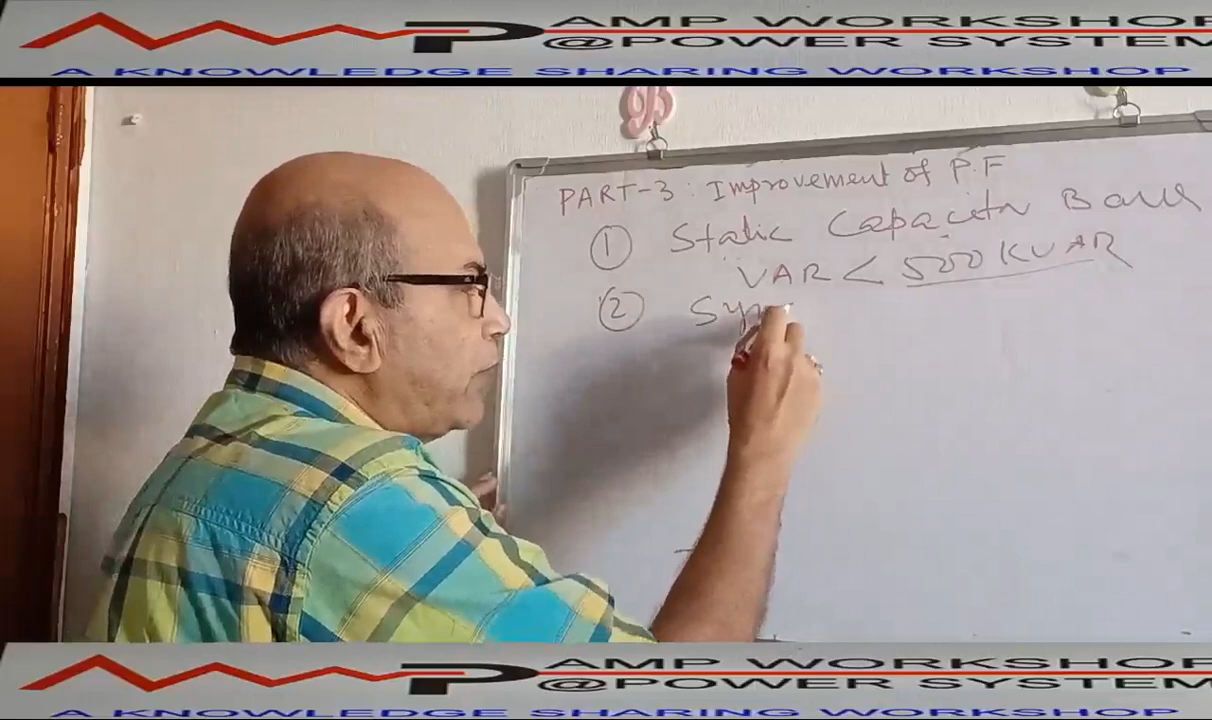 AMP WORKSHOP
@POWER SYSTEM
A KNOWLEDGE SHARING WORKSHOP
PART-3: Improvement of P.F
① Static Capacitor Bank
VAR < 500 KVAR
② Syn
AMP WORKSHOP
@POWER SYSTEM
A KNOWLEDGE SHARING WORKSHOP